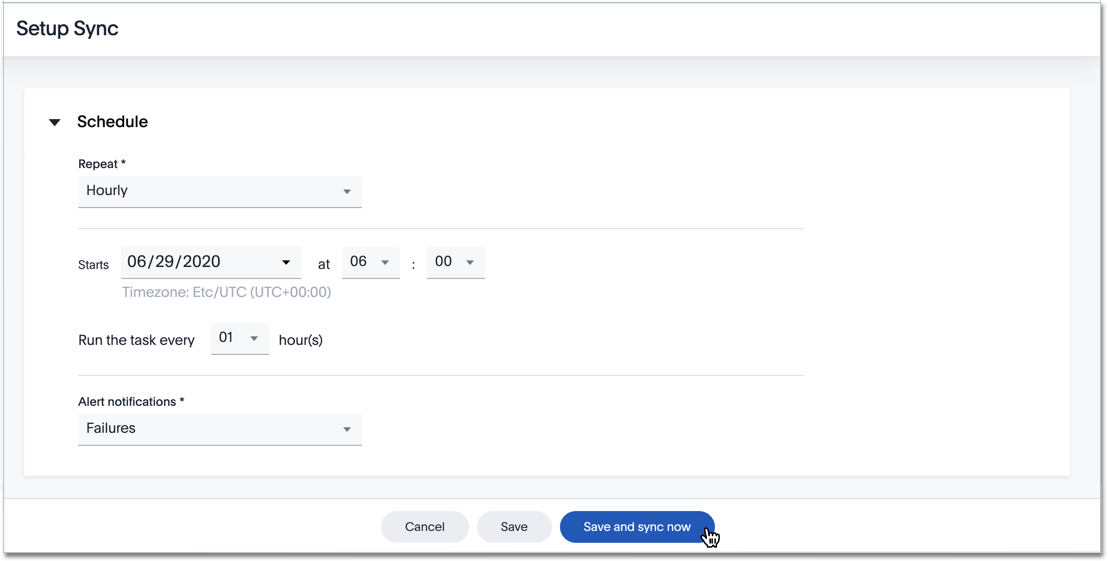 Setup Sync
Schedule
Repeat *
Hourly
Starts 06/29/2020 at 06 : 00
Timezone: Etc/UTC (UTC+00:00)
Run the task every 01 hour(s)
Alert notifications *
Failures
Cancel Save Save and sync now